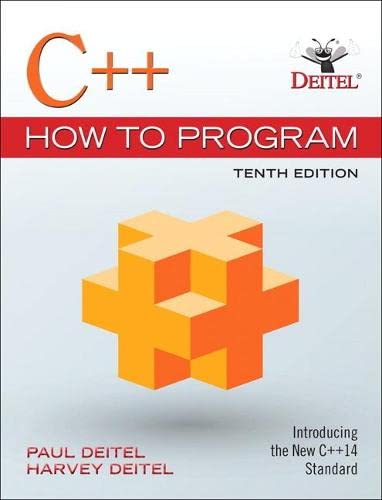 C++
DEITEL®
HOW TO PROGRAM
TENTH EDITION
Introducing
the New C++14
Standard
PAUL DEITEL
HARVEY DEITEL